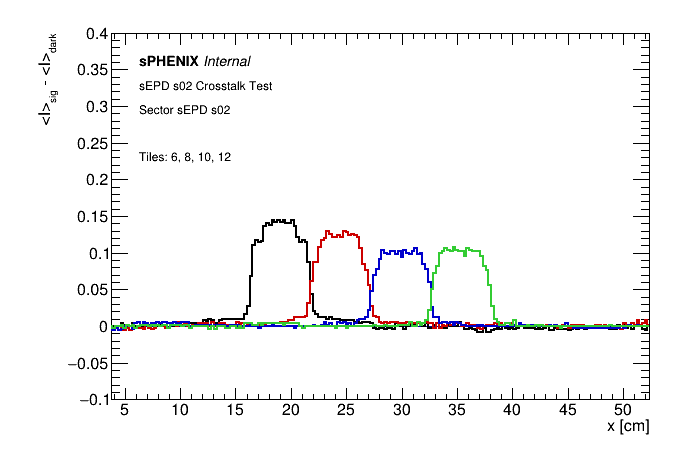 <I>sig - <I>dark
0.4
0.35
0.3
0.25
0.2
0.15
0.1
0.05
0
−0.05
−0.1
sPHENIX Internal
sEPD s02 Crosstalk Test
Sector sEPD s02
Tiles: 6, 8, 10, 12
5 10 15 20 25 30 35 40 45 50
x [cm]